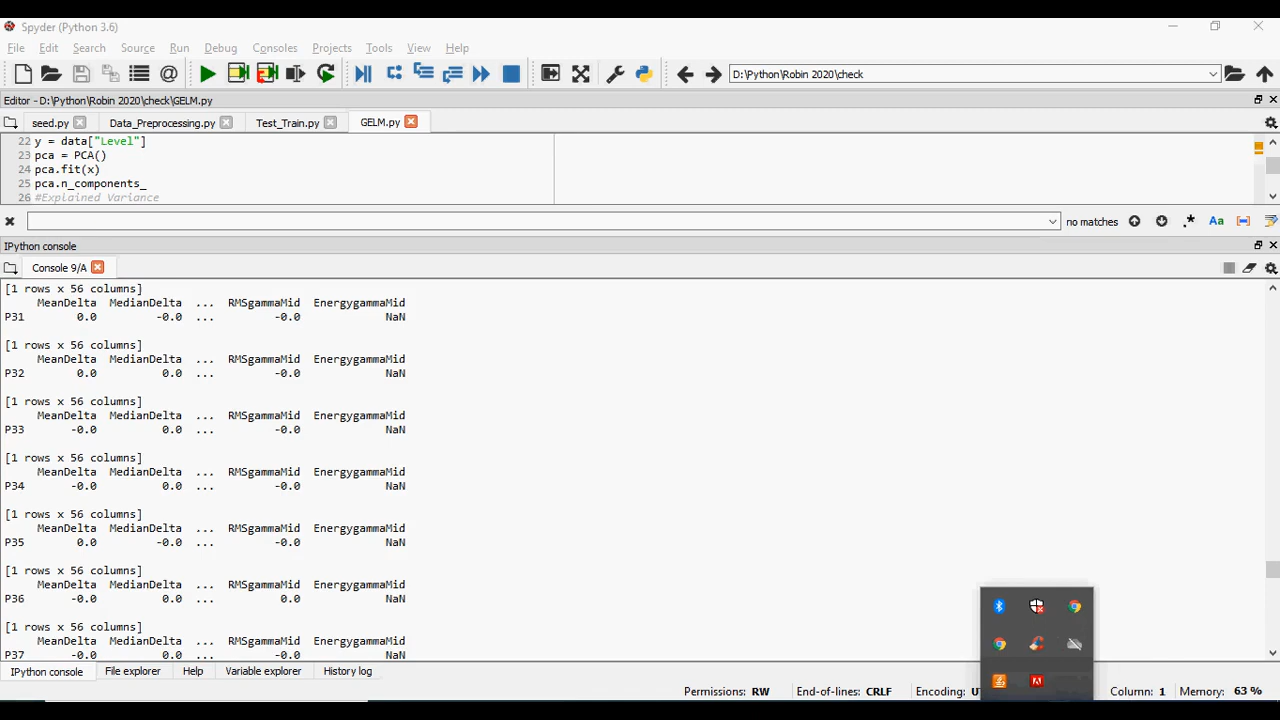 Spyder (Python 3.6)
File Edit Search Source Run Debug Consoles Projects Tools View Help
D:\Python\Robin 2020\check
Editor - D:\Python\Robin 2020\check\GELM.py
seed.py Data_Preprocessing.py Test_Train.py GELM.py
22 y = data["Level"]
23 pca = PCA()
24 pca.fit(x)
25 pca.n_components_
26 #Explained Variance
no matches .* Aa
IPython console
Console 9/A
[1 rows x 56 columns]
MeanDelta MedianDelta ... RMSgammaMid EnergygammaMid
P31 0.0 -0.0 ... -0.0 NaN
[1 rows x 56 columns]
MeanDelta MedianDelta ... RMSgammaMid EnergygammaMid
P32 0.0 0.0 ... -0.0 NaN
[1 rows x 56 columns]
MeanDelta MedianDelta ... RMSgammaMid EnergygammaMid
P33 -0.0 0.0 ... -0.0 NaN
[1 rows x 56 columns]
MeanDelta MedianDelta ... RMSgammaMid EnergygammaMid
P34 -0.0 0.0 ... -0.0 NaN
[1 rows x 56 columns]
MeanDelta MedianDelta ... RMSgammaMid EnergygammaMid
P35 0.0 -0.0 ... -0.0 NaN
[1 rows x 56 columns]
MeanDelta MedianDelta ... RMSgammaMid EnergygammaMid
P36 -0.0 0.0 ... 0.0 NaN
[1 rows x 56 columns]
MeanDelta MedianDelta ... RMSgammaMid EnergygammaMid
P37 -0.0 0.0 ... -0.0 NaN
IPython console File explorer Help Variable explorer History log
Permissions: RW End-of-lines: CRLF Encoding: Column: 1 Memory: 63 %